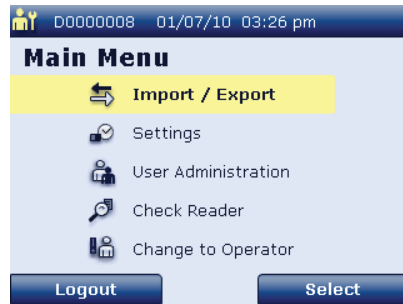 D0000008 01/07/10 03:26 pm
Main Menu
Import / Export
Settings
User Administration
Check Reader
Change to Operator
Logout Select